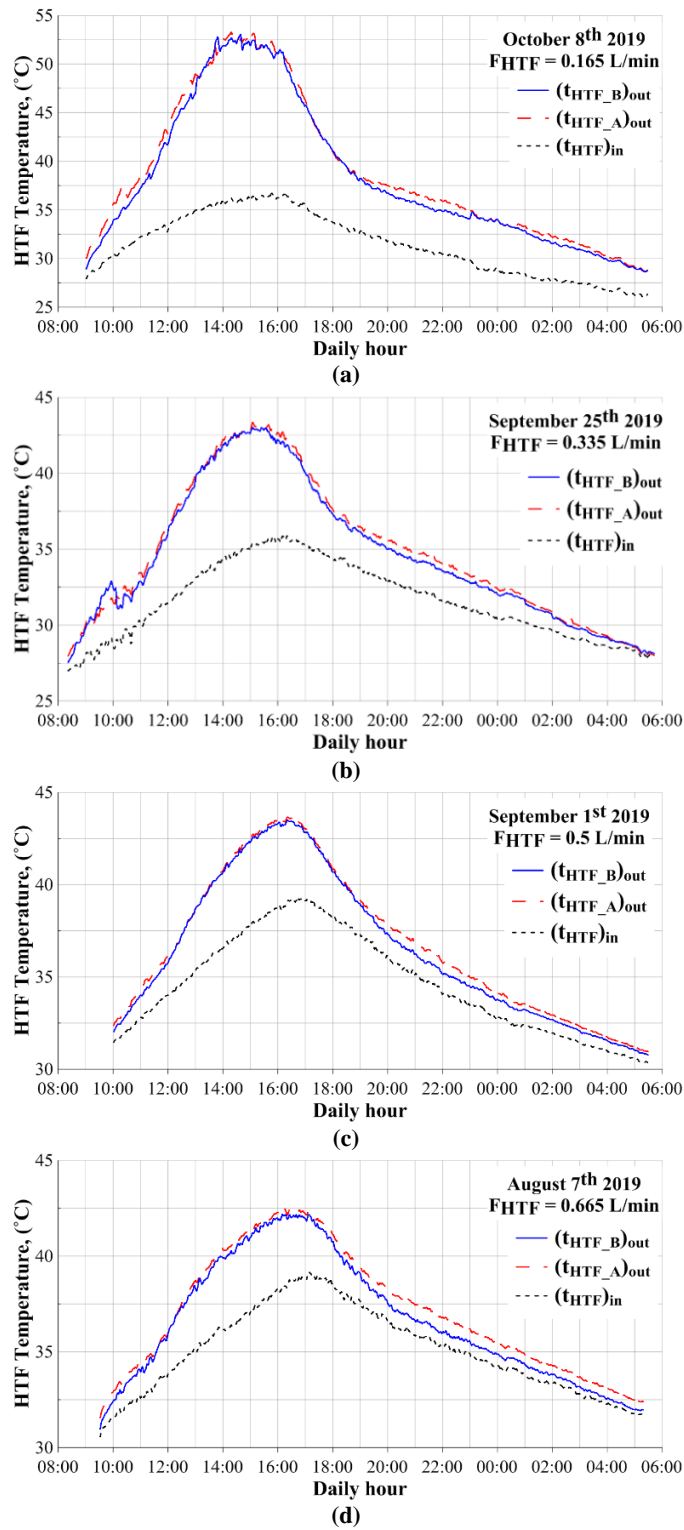 55
50
45
40
35
30
25
HTF Temperature, (˚C)
October 8th 2019
FHTF = 0.165 L/min
(tHTF_B)out
(tHTF_A)out
(tHTF)in
08:00 10:00 12:00 14:00 16:00 18:00 20:00 22:00 00:00 02:00 04:00 06:00
Daily hour
(a)
45
40
35
30
25
HTF Temperature, (˚C)
September 25th 2019
FHTF = 0.335 L/min
(tHTF_B)out
(tHTF_A)out
(tHTF)in
08:00 10:00 12:00 14:00 16:00 18:00 20:00 22:00 00:00 02:00 04:00 06:00
Daily hour
(b)
45
40
35
30
HTF Temperature, (˚C)
September 1st 2019
FHTF = 0.5 L/min
(tHTF_B)out
(tHTF_A)out
(tHTF)in
08:00 10:00 12:00 14:00 16:00 18:00 20:00 22:00 00:00 02:00 04:00 06:00
Daily hour
(c)
45
40
35
30
HTF Temperature, (˚C)
August 7th 2019
FHTF = 0.665 L/min
(tHTF_B)out
(tHTF_A)out
(tHTF)in
08:00 10:00 12:00 14:00 16:00 18:00 20:00 22:00 00:00 02:00 04:00 06:00
Daily hour
(d)